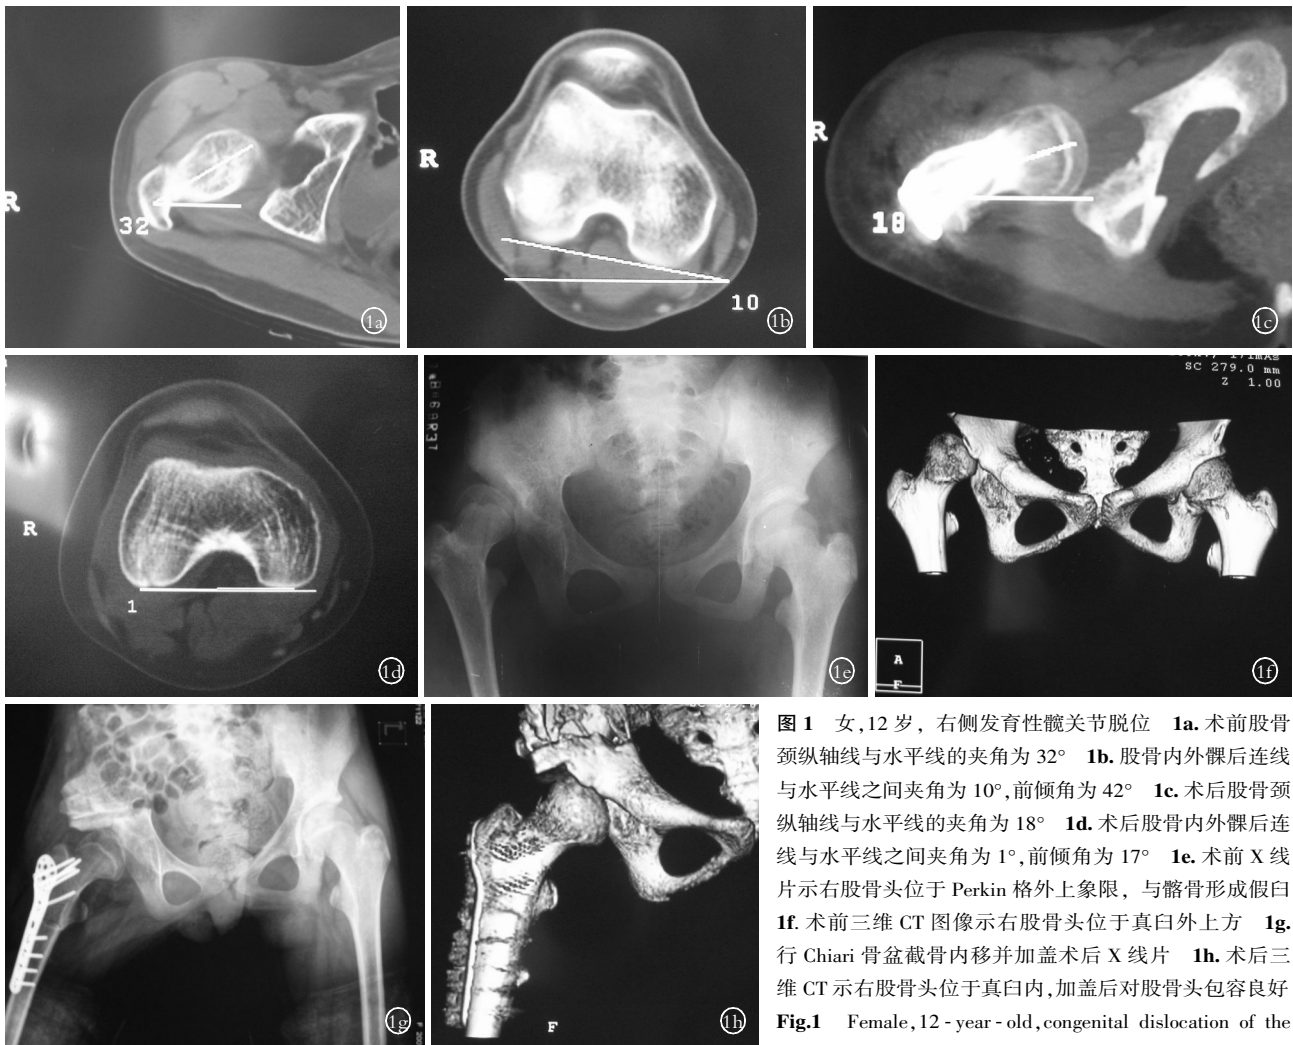 R
32
1a
R
10
1b
R
18
1c
R
1
1d
1e
SC 279.0 mm
Z 1.00
A
F
1f
L
1g
F
1h
图 1 女,12 岁，右侧发育性髋关节脱位 1a. 术前股骨
颈纵轴线与水平线的夹角为 32° 1b. 股骨内外髁后连线
与水平线之间夹角为 10°,前倾角为 42° 1c. 术后股骨颈
纵轴线与水平线的夹角为 18° 1d. 术后股骨内外髁后连
线与水平线之间夹角为 1°,前倾角为 17° 1e. 术前 X 线
片示右股骨头位于 Perkin 格外上象限，与髂骨形成假臼
1f. 术前三维 CT 图像示右股骨头位于真臼外上方 1g.
行 Chiari 骨盆截骨内移并加盖术后 X 线片 1h. 术后三
维 CT 示右股骨头位于真臼内,加盖后对股骨头包容良好
Fig.1 Female,12-year-old,congenital dislocation of the